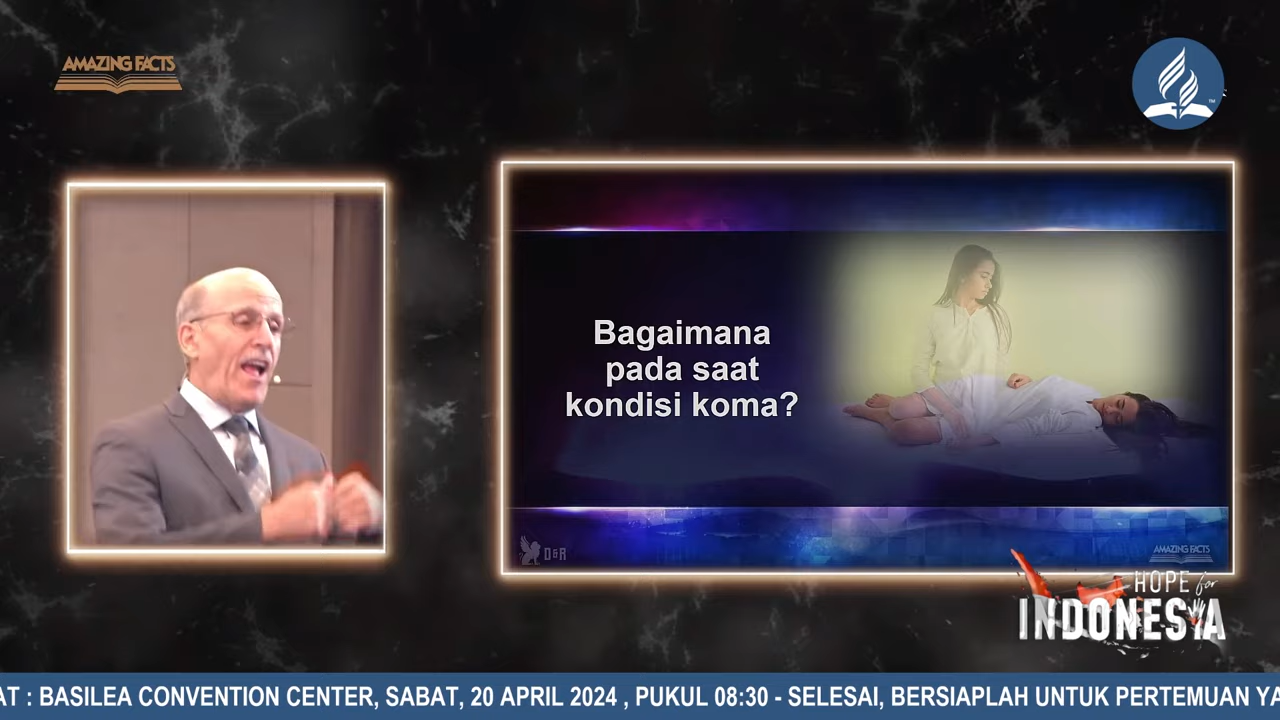 AMAZING FACTS
Bagaimana
pada saat
kondisi koma?
D&R
AMAZING FACTS
HOPE for
INDONESIA
AT : BASILEA CONVENTION CENTER, SABAT, 20 APRIL 2024 , PUKUL 08:30 - SELESAI, BERSIAPLAH UNTUK PERTEMUAN YA